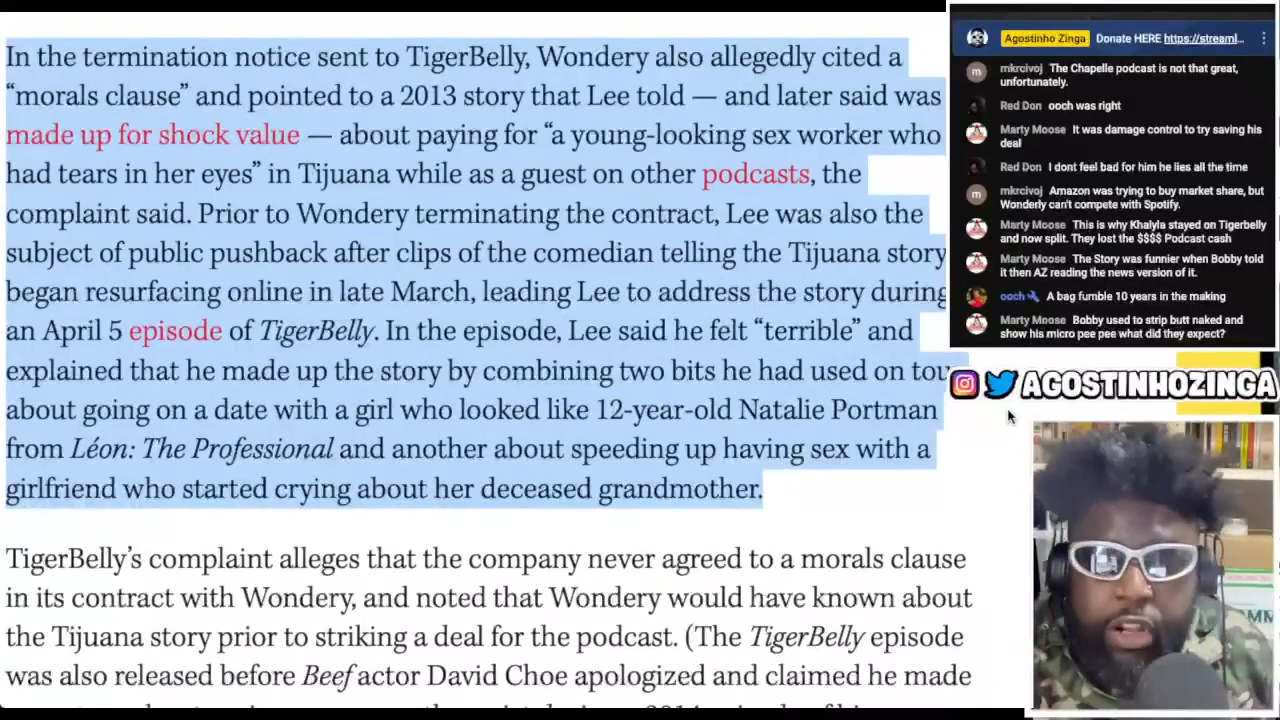 In the termination notice sent to TigerBelly, Wondery also allegedly cited a
“morals clause” and pointed to a 2013 story that Lee told — and later said was
made up for shock value — about paying for “a young-looking sex worker who
had tears in her eyes” in Tijuana while as a guest on other podcasts, the
complaint said. Prior to Wondery terminating the contract, Lee was also the
subject of public pushback after clips of the comedian telling the Tijuana story
began resurfacing online in late March, leading Lee to address the story during
an April 5 episode of TigerBelly. In the episode, Lee said he felt “terrible” and
explained that he made up the story by combining two bits he had used on tou
about going on a date with a girl who looked like 12-year-old Natalie Portman
from Léon: The Professional and another about speeding up having sex with a
girlfriend who started crying about her deceased grandmother.
TigerBelly’s complaint alleges that the company never agreed to a morals clause
in its contract with Wondery, and noted that Wondery would have known about
the Tijuana story prior to striking a deal for the podcast. (The TigerBelly episode
was also released before Beef actor David Choe apologized and claimed he made
Agostinho Zinga Donate HERE https://streaml...
m mkrcivoj The Chapelle podcast is not that great,
unfortunately.
Red Don ooch was right
Marty Moose It was damage control to try saving his
deal
Red Don I dont feel bad for him he lies all the time
m mkrcivoj Amazon was trying to buy market share, but
Wonderly can't compete with Spotify.
Marty Moose This is why Khalyla stayed on Tigerbelly
and now split. They lost the $$$$ Podcast cash
Marty Moose The Story was funnier when Bobby told
it then AZ reading the news version of it.
ooch A bag fumble 10 years in the making
Marty Moose Bobby used to strip butt naked and
show his micro pee pee what did they expect?
AGOSTINHOZINGA